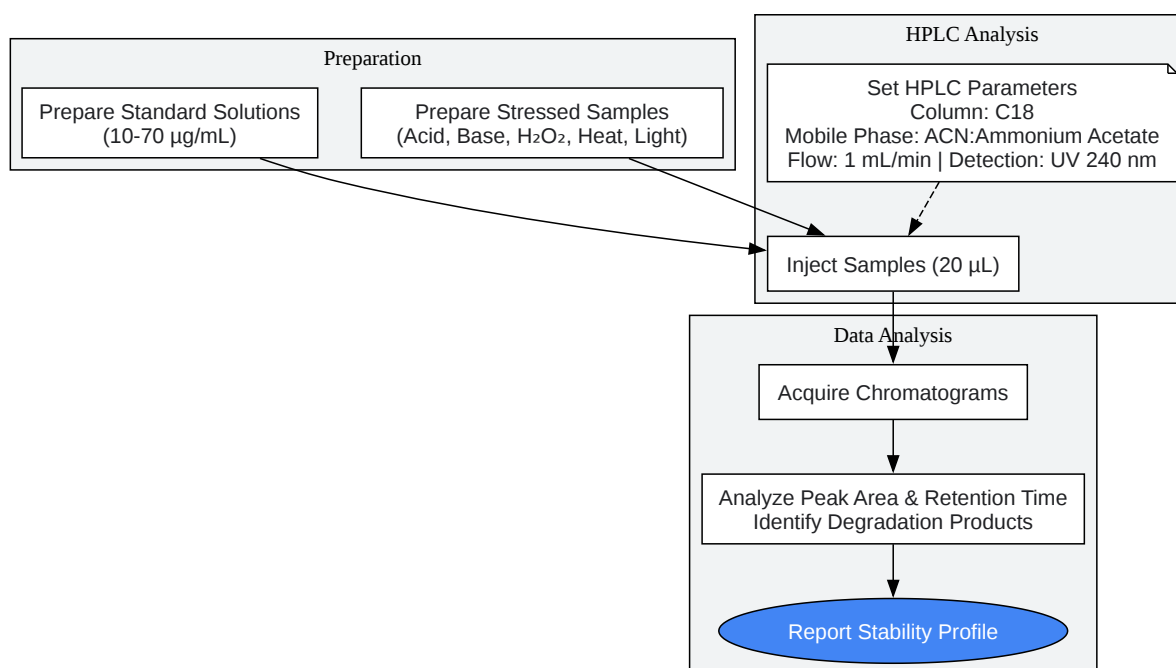 Preparation
Prepare Standard Solutions
(10-70 µg/mL)
Prepare Stressed Samples
(Acid, Base, H₂O₂, Heat, Light)
HPLC Analysis
Set HPLC Parameters
Column: C18
Mobile Phase: ACN:Ammonium Acetate
Flow: 1 mL/min | Detection: UV 240 nm
Inject Samples (20 µL)
Data Analysis
Acquire Chromatograms
Analyze Peak Area & Retention Time
Identify Degradation Products
Report Stability Profile